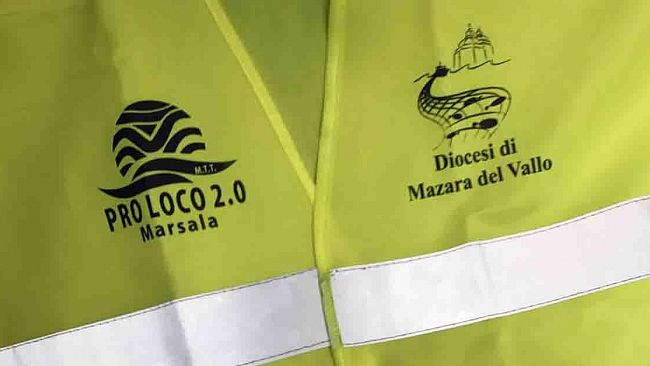 M.T.T.
PRO LOCO 2.0
Marsala
Diocesi di
Mazara del Vallo